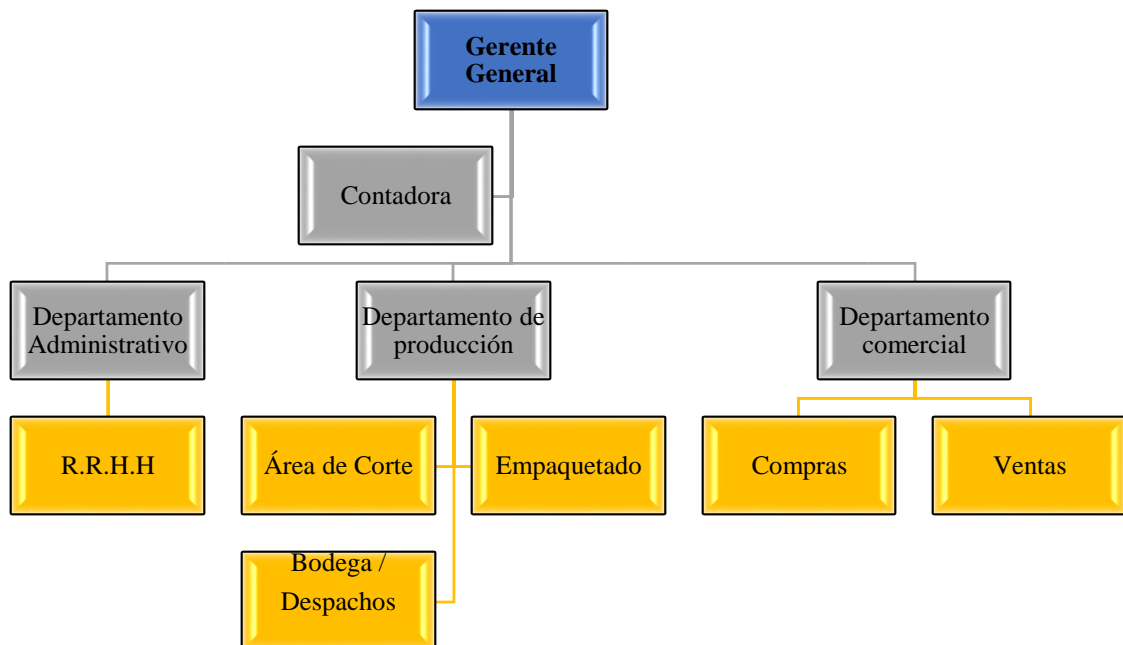 Gerente
General
Contadora
Departamento
Administrativo
Departamento de
producción
Departamento
comercial
R.R.H.H
Área de Corte
Empaquetado
Compras
Ventas
Bodega /
Despachos